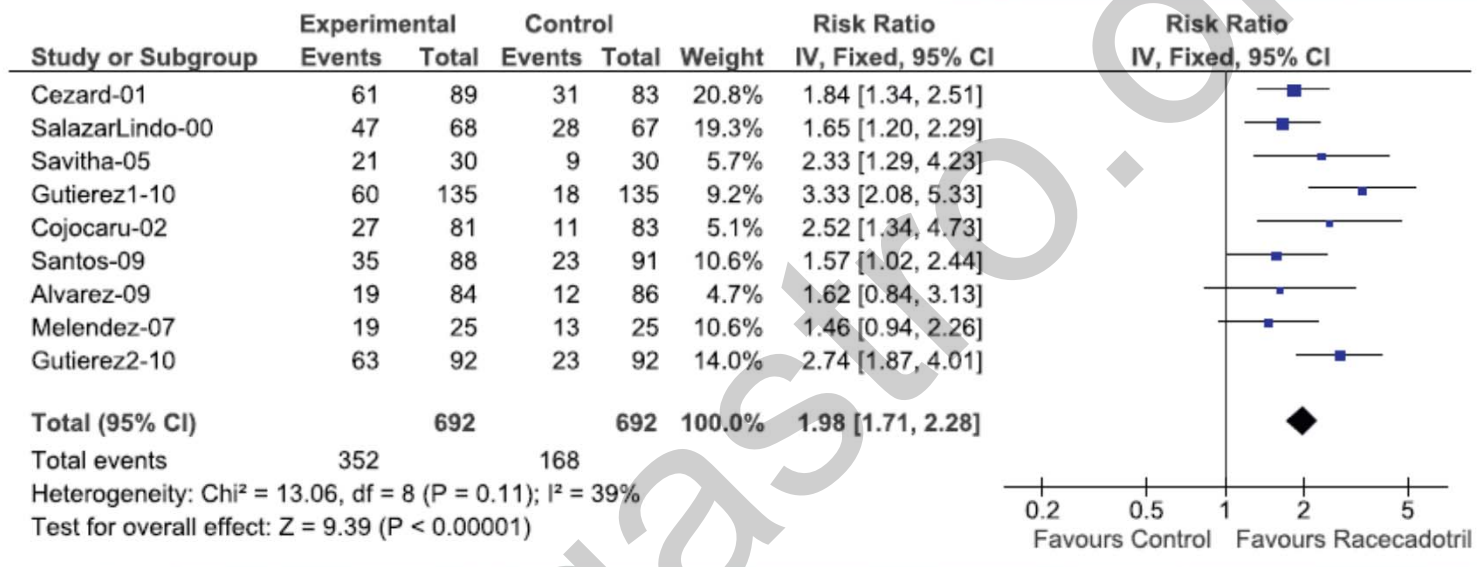 Experimental Control Risk Ratio Risk Ratio
Study or Subgroup Events Total Events Total Weight IV, Fixed, 95% CI IV, Fixed, 95% CI
Cezard-01 61 89 31 83 20.8% 1.84 [1.34, 2.51]
SalazarLindo-00 47 68 28 67 19.3% 1.65 [1.20, 2.29]
Savitha-05 21 30 9 30 5.7% 2.33 [1.29, 4.23]
Gutierez1-10 60 135 18 135 9.2% 3.33 [2.08, 5.33]
Cojocaru-02 27 81 11 83 5.1% 2.52 [1.34, 4.73]
Santos-09 35 88 23 91 10.6% 1.57 [1.02, 2.44]
Alvarez-09 19 84 12 86 4.7% 1.62 [0.84, 3.13]
Melendez-07 19 25 13 25 10.6% 1.46 [0.94, 2.26]
Gutierez2-10 63 92 23 92 14.0% 2.74 [1.87, 4.01]
Total (95% CI) 692 692 100.0% 1.98 [1.71, 2.28]
Total events 352 168
Heterogeneity: Chi² = 13.06, df = 8 (P = 0.11); I² = 39%
Test for overall effect: Z = 9.39 (P < 0.00001)
0.2 0.5 1 2 5
Favours Control Favours Racecadotril
gastro.o